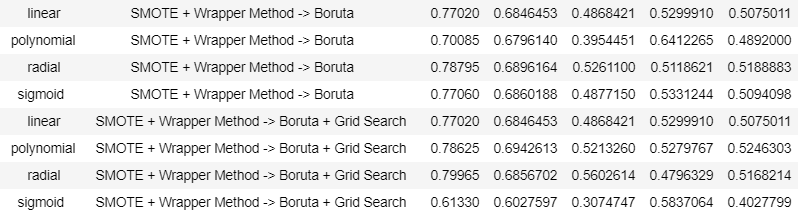 linear SMOTE + Wrapper Method -> Boruta 0.77020 0.6846453 0.4868421 0.5299910 0.5075011
polynomial SMOTE + Wrapper Method -> Boruta 0.70085 0.6796140 0.3954451 0.6412265 0.4892000
radial SMOTE + Wrapper Method -> Boruta 0.78795 0.6896164 0.5261100 0.5118621 0.5188883
sigmoid SMOTE + Wrapper Method -> Boruta 0.77060 0.6860188 0.4877150 0.5331244 0.5094098
linear SMOTE + Wrapper Method -> Boruta + Grid Search 0.77020 0.6846453 0.4868421 0.5299910 0.5075011
polynomial SMOTE + Wrapper Method -> Boruta + Grid Search 0.78625 0.6942613 0.5213260 0.5279767 0.5246303
radial SMOTE + Wrapper Method -> Boruta + Grid Search 0.79965 0.6856702 0.5602614 0.4796329 0.5168214
sigmoid SMOTE + Wrapper Method -> Boruta + Grid Search 0.61330 0.6027597 0.3074747 0.5837064 0.4027799